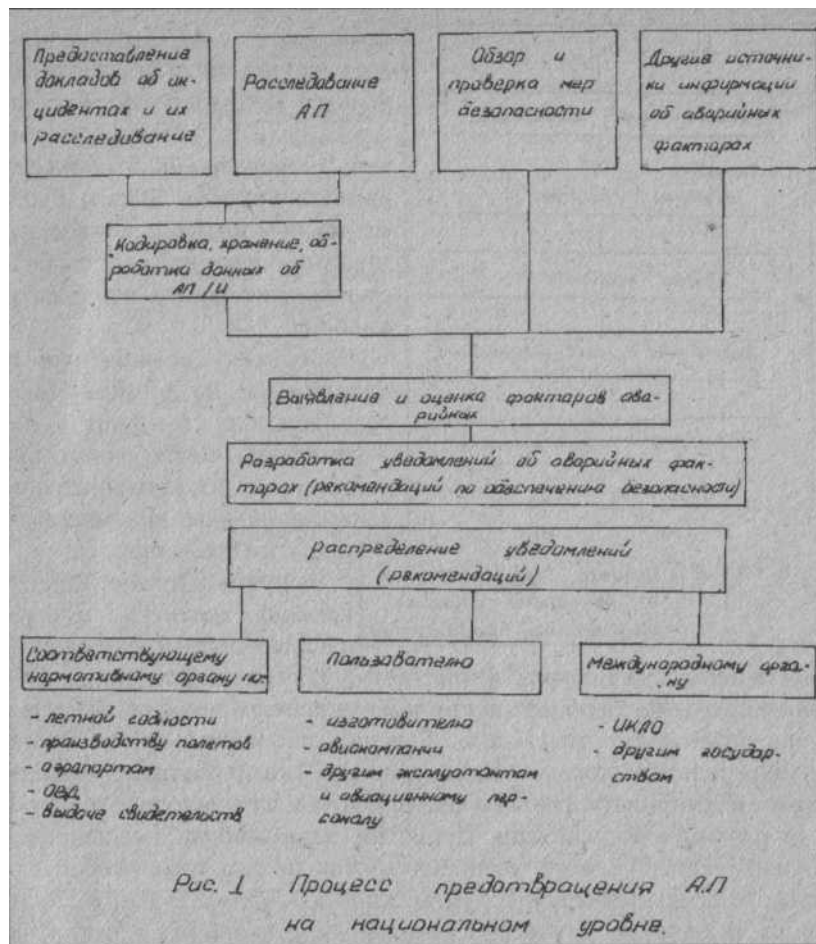 Предоставление
докладов об ин-
цидентах и их
расследование
Расследование
АП
Обзор и
проверка мер
безопасности
Другие источни-
ки информации
об аварийных
факторах
Кодировка, хранение, об-
работка данных об
АП/И
Выявление и оценка факторов ава-
рийных
Разработка уведомлений об аварийных фак-
торах (рекомендаций по обеспечению безопасности)
распределение уведомлений
(рекомендаций)
Соответствующему
нормативному органу по:
- летной годности
- производству полетов
- аэропортам
- ОВД
- выдаче свидетельств
Пользователю
- изготовителю
- авиакомпании
- другим эксплуатантам
и авиационному пер-
соналу
Международному орга-
ну
- ИКАО
- другим государ-
ствам
Рис. 1 Процесс предотвращения А.П
на национальном уровне.